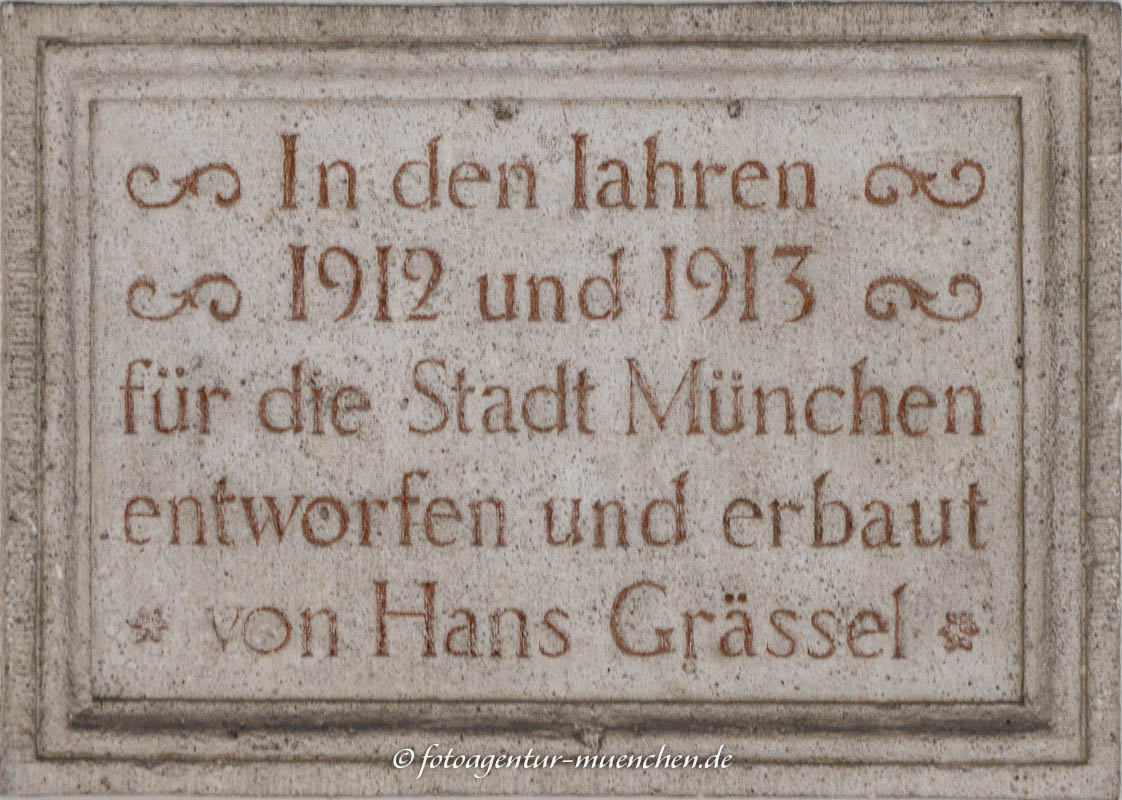 In den Iahren
1912 und 1913
für die Stadt München
entworfen und erbaut
von Hans Grässel
© fotoagentur-muenchen.de